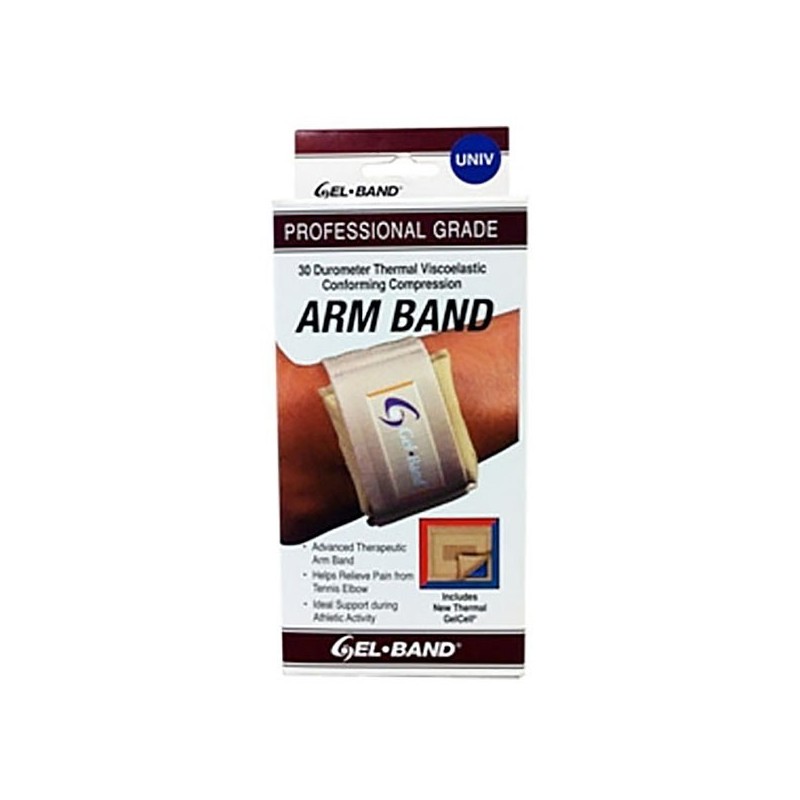 UNIV
GEL•BAND®
PROFESSIONAL GRADE
30 Durometer Thermal Viscoelastic
Conforming Compression
ARM BAND
Gel•Band
• Advanced Therapeutic
Arm Band
• Helps Relieve Pain from
Tennis Elbow
• Ideal Support during
Athletic Activity
Includes
New Thermal
GelCell®
GEL•BAND®